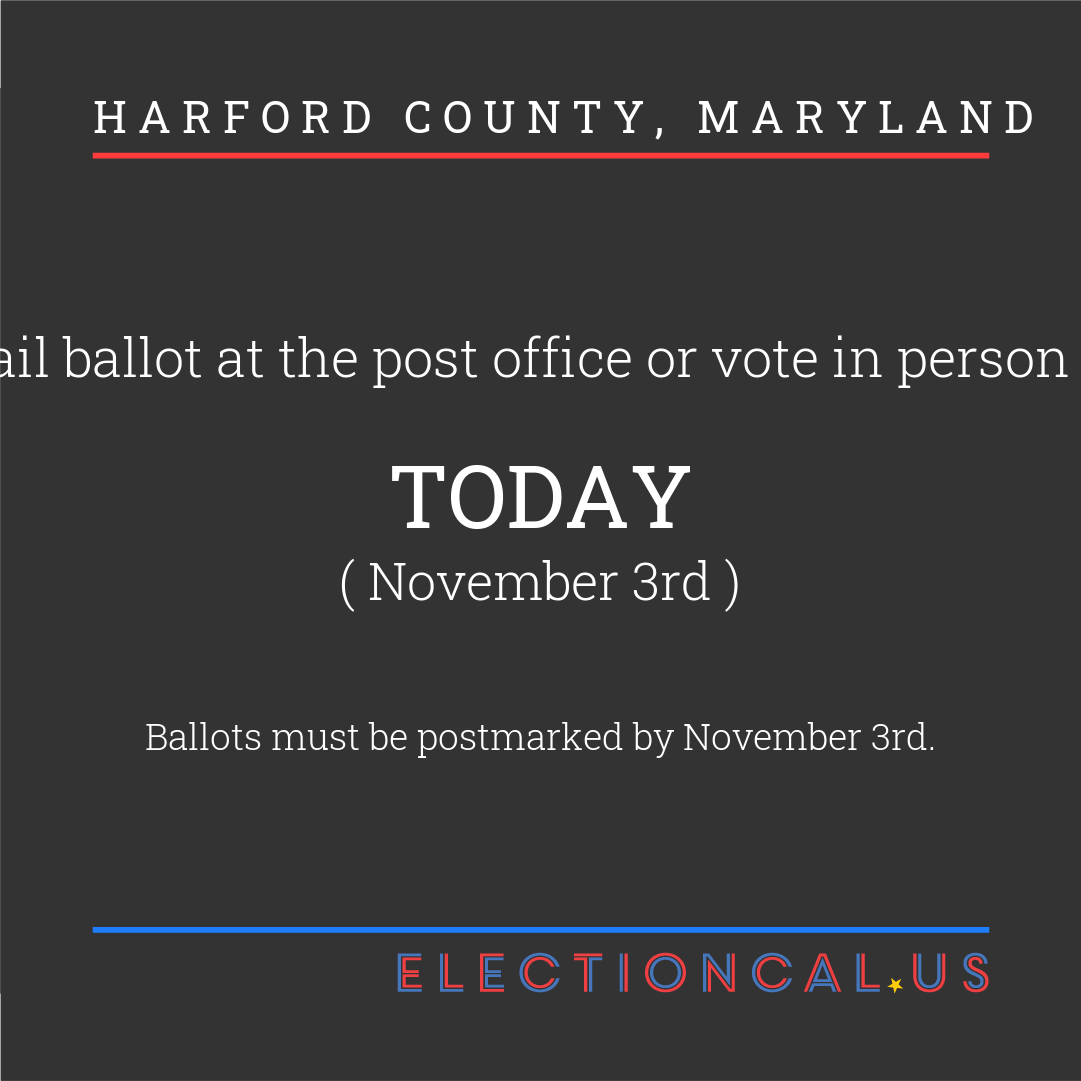 HARFORD COUNTY, MARYLAND
ail ballot at the post office or vote in person
TODAY
( November 3rd )
Ballots must be postmarked by November 3rd.
ELECTIONCAL.US